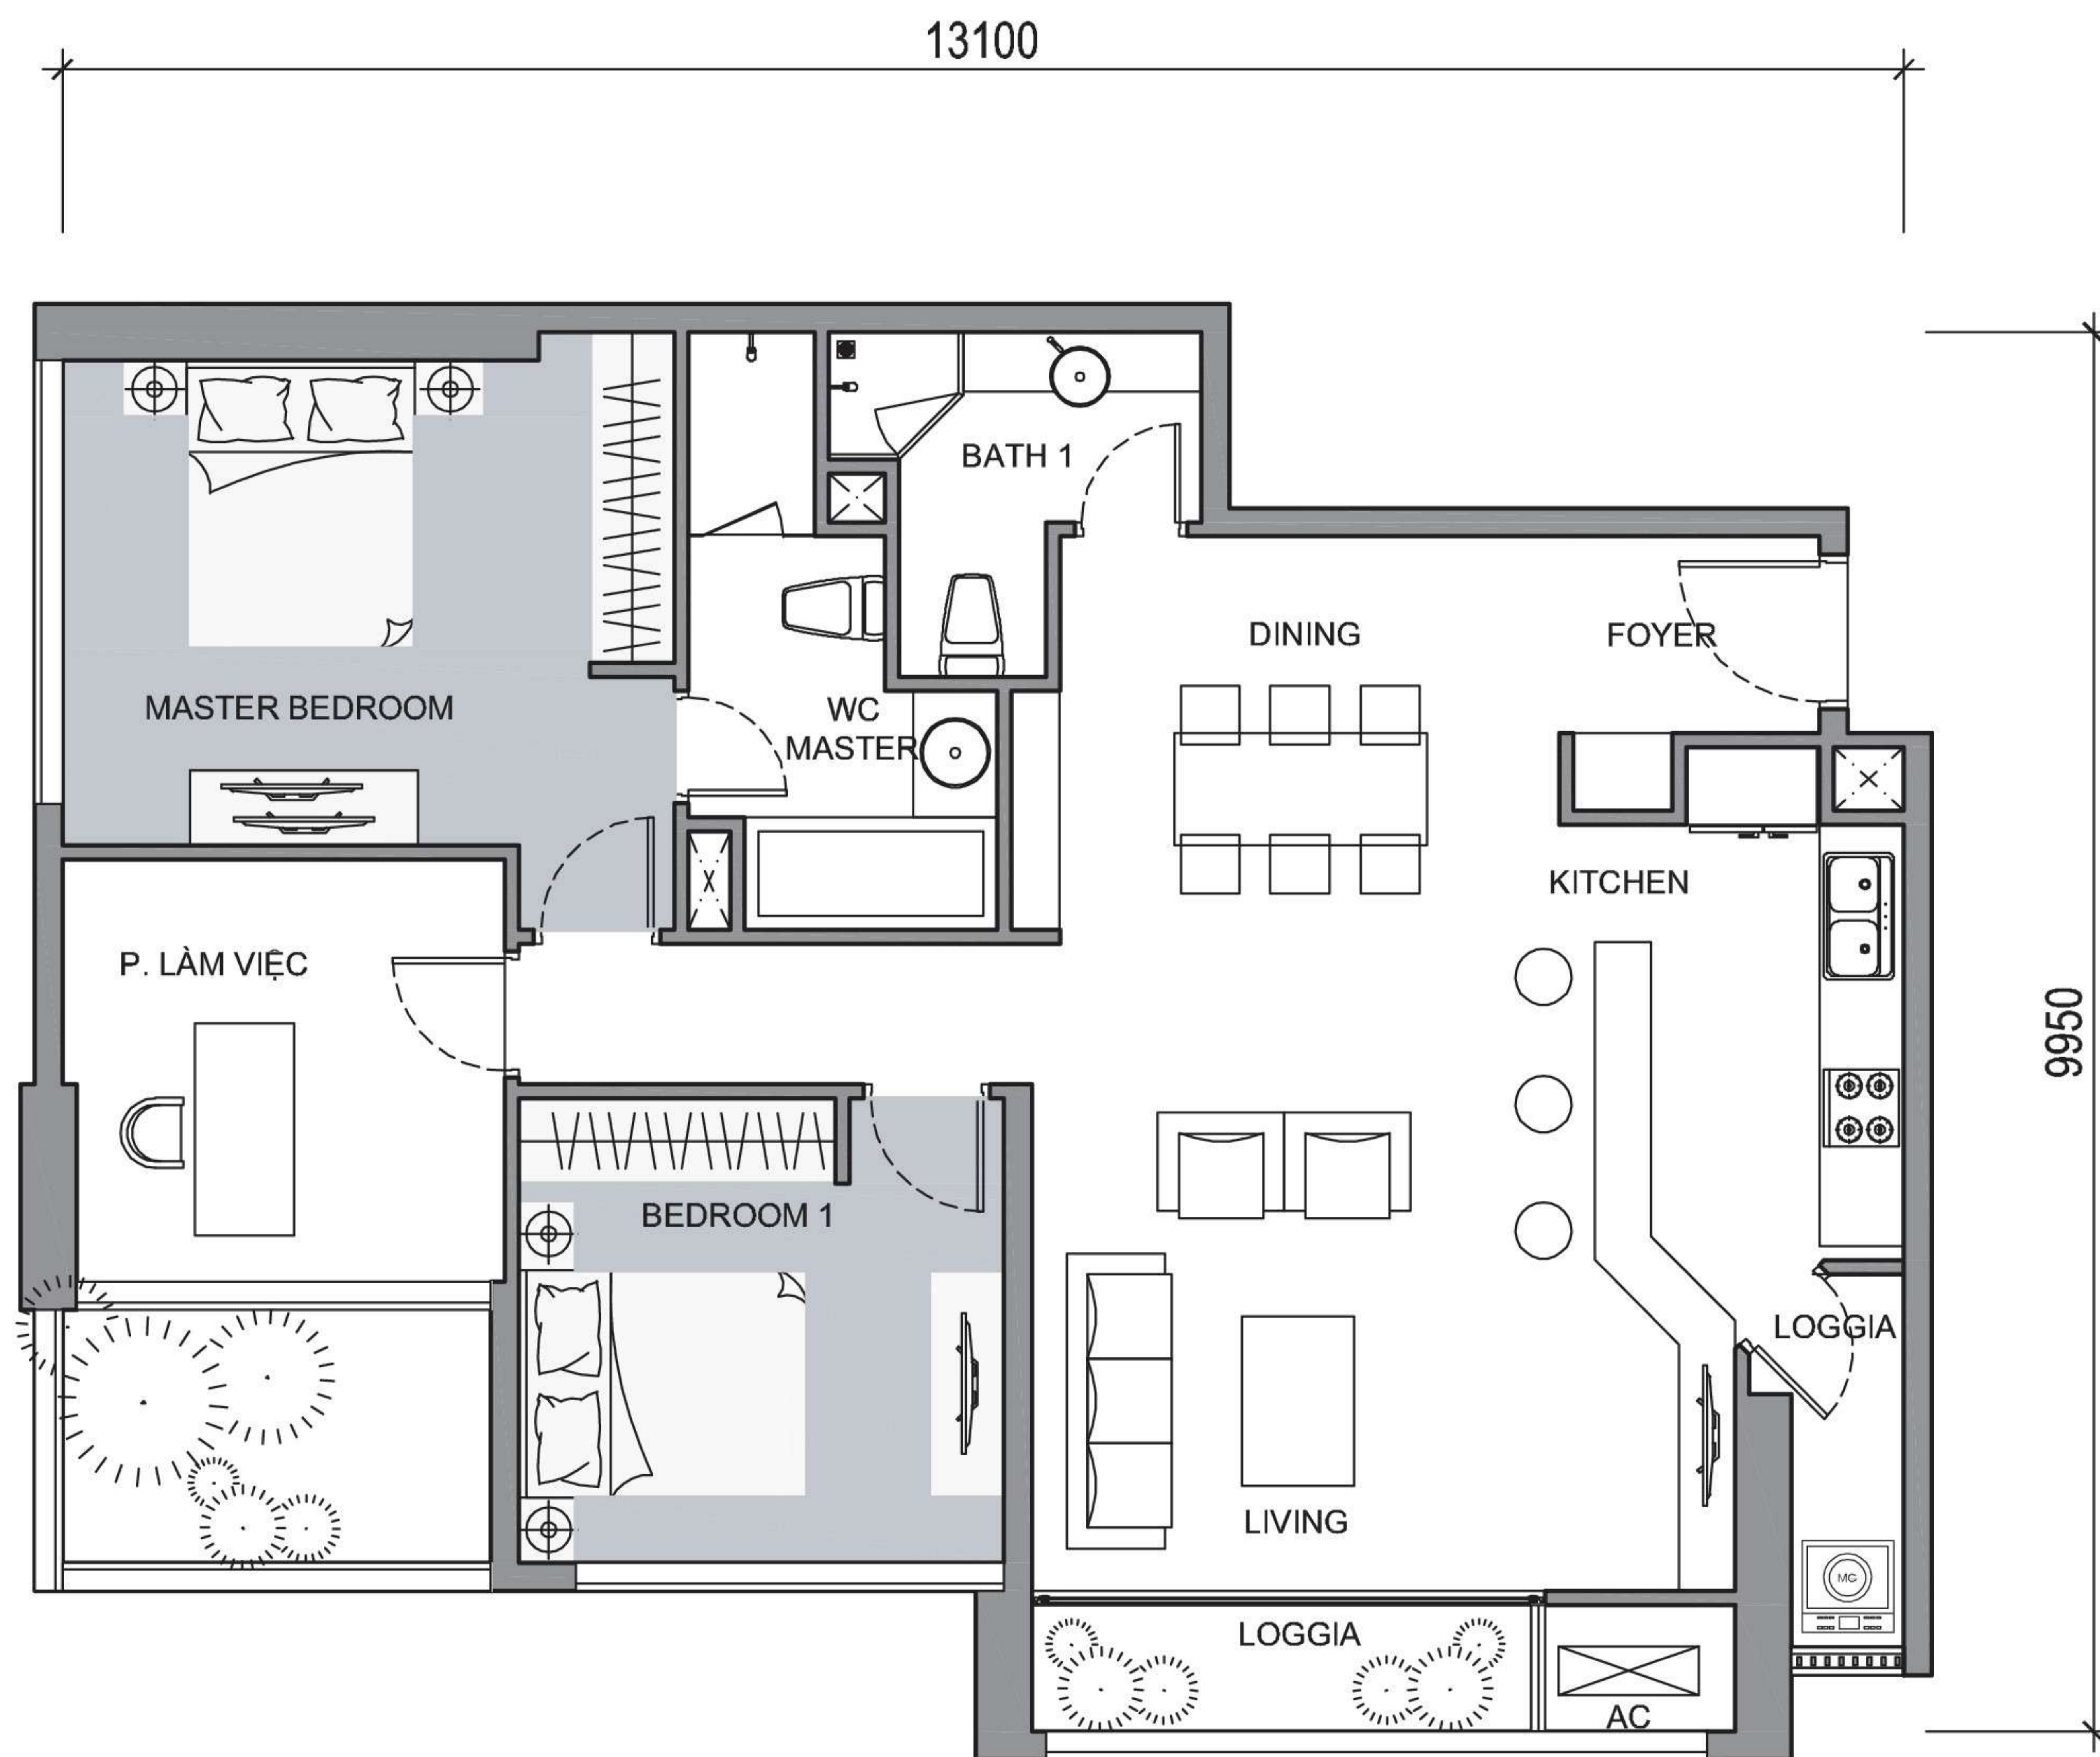 13100
BATH 1
DINING
FOYER
MASTER BEDROOM
WC
MASTER
KITCHEN
P. LÀM VIỆC
9950
BEDROOM 1
LOGGIA
LIVING
MG
LOGGIA
AC